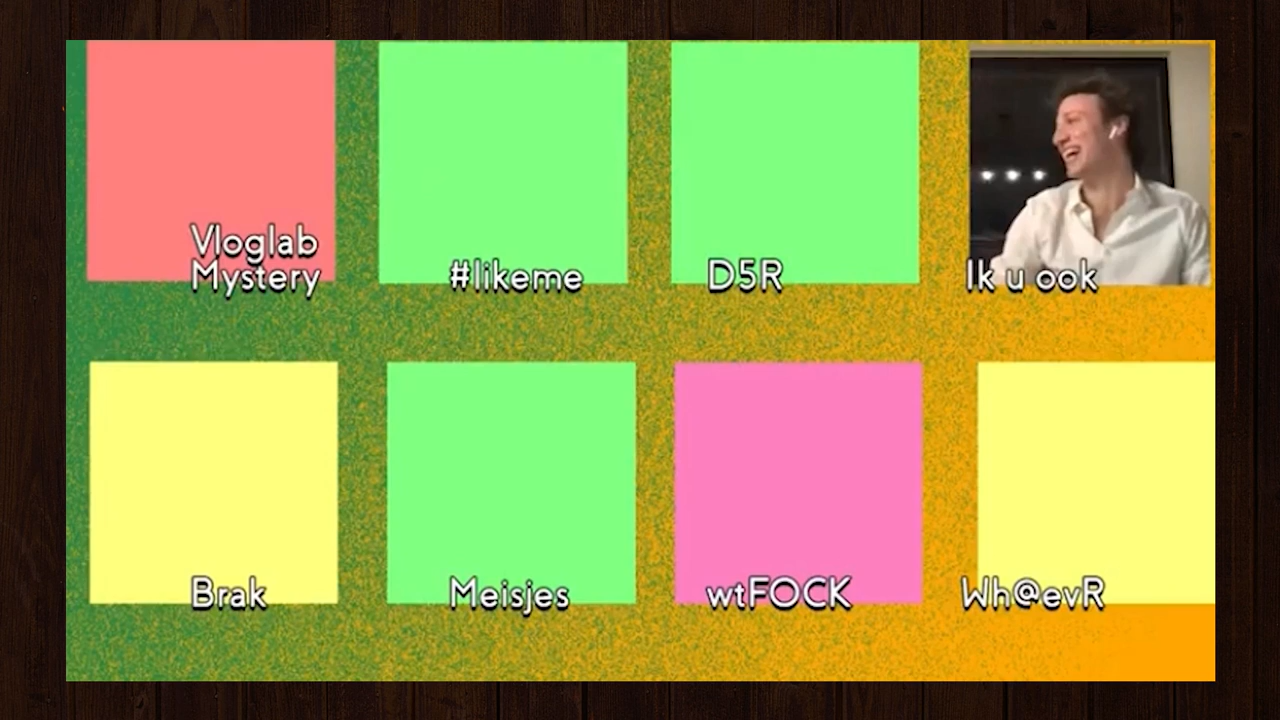 Vloglab
Mystery
#likeme
D5R
Ik u ook
Brak
Meisjes
wtFOCK
Wh@evR